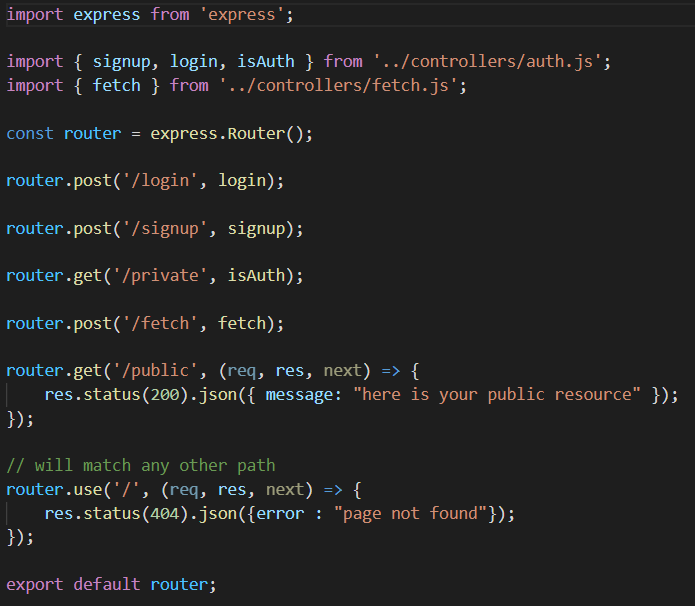 import express from 'express';
import { signup, login, isAuth } from '../controllers/auth.js';
import { fetch } from '../controllers/fetch.js';
const router = express.Router();
router.post('/login', login);
router.post('/signup', signup);
router.get('/private', isAuth);
router.post('/fetch', fetch);
router.get('/public', (req, res, next) => {
    res.status(200).json({ message: "here is your public resource" });
});
// will match any other path
router.use('/', (req, res, next) => {
    res.status(404).json({error : "page not found"});
});
export default router;